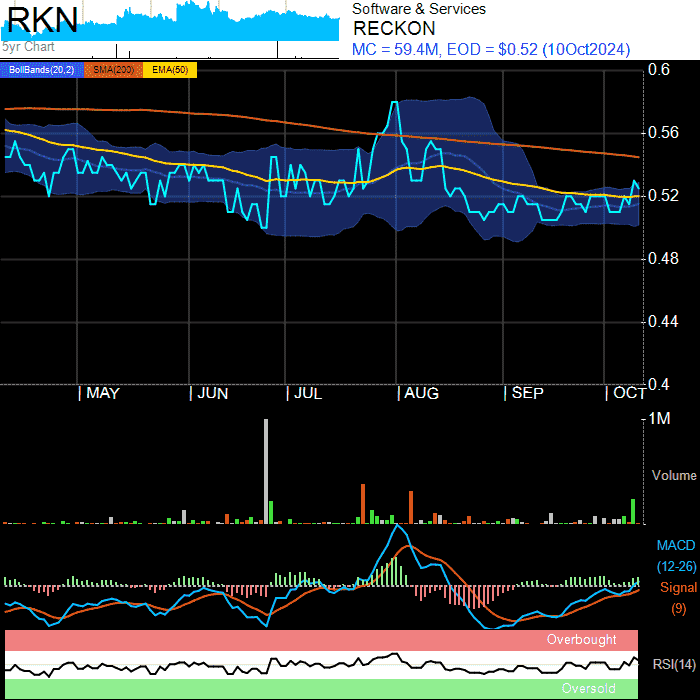 RKN
5yr Chart
Software & Services
RECKON
MC = 59.4M, EOD = $0.52 (10Oct2024)
BollBands(20,2) SMA(200) EMA(50)
0.6
0.56
0.52
0.48
0.44
0.4
| MAY | JUN | JUL | AUG | SEP | OCT
1M
Volume
MACD
(12-26)
Signal
(9)
Overbought
RSI(14)
Oversold